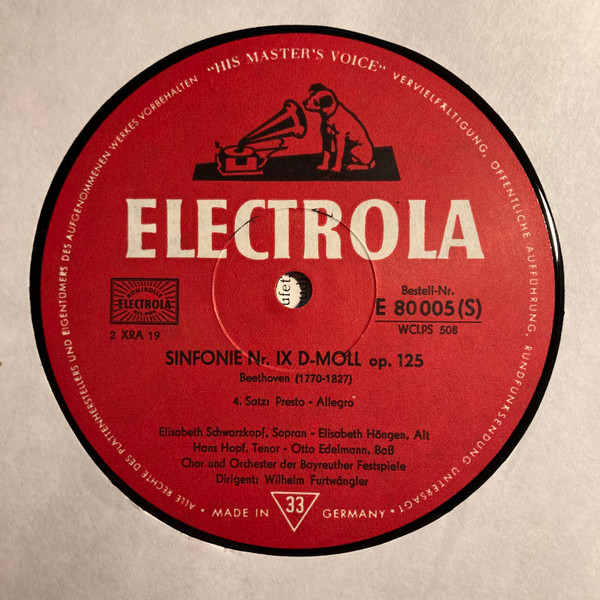 "HIS MASTER'S VOICE"
ELECTROLA
ELECTROLA
2 XRA 19
Bestell-Nr.
E 80005 (S)
WCLPS 508
SINFONIE Nr. IX D-MOLL op. 125
Beethoven (1770-1827)
4. Satz: Presto - Allegro
Elisabeth Schwarzkopf, Sopran - Elisabeth Höngen, Alt
Hans Hopf, Tenor - Otto Edelmann, Baß
Chor und Orchester der Bayreuther Festspiele
Dirigent: Wilhelm Furtwängler
33
• MADE IN GERMANY •
ALLE RECHTE DES PLATTENHERSTELLERS UND EIGENTÜMERS DES AUFGENOMMENEN WERKES VORBEHALTEN
VERVIELFÄLTIGUNG, ÖFFENTLICHE AUFFÜHRUNG, RUNDFUNKSENDUNG UNTERSAGT
ufet